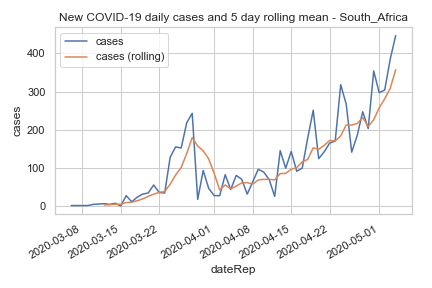 New COVID-19 daily cases and 5 day rolling mean - South_Africa
cases
cases (rolling)
400
300
200
100
0
cases
2020-03-08
2020-03-15
2020-03-22
2020-04-01
2020-04-08
2020-04-15
2020-04-22
2020-05-01
dateRep